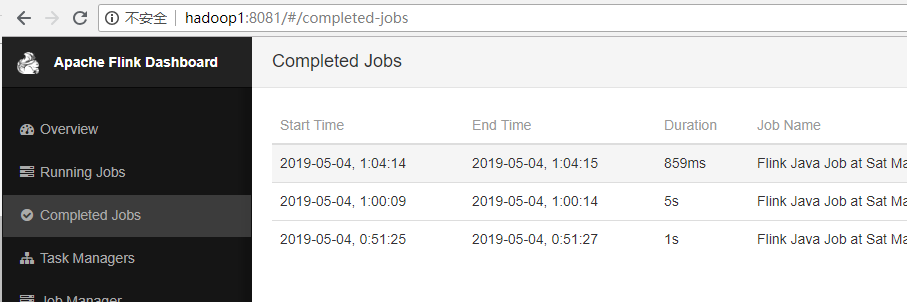 不安全 hadoop1:8081/#/completed-jobs
Apache Flink Dashboard
Completed Jobs
Overview
Running Jobs
Completed Jobs
Task Managers
Job Manager
Start Time End Time Duration Job Name
2019-05-04, 1:04:14 2019-05-04, 1:04:15 859ms Flink Java Job at Sat Ma
2019-05-04, 1:00:09 2019-05-04, 1:00:14 5s Flink Java Job at Sat Ma
2019-05-04, 0:51:25 2019-05-04, 0:51:27 1s Flink Java Job at Sat Ma